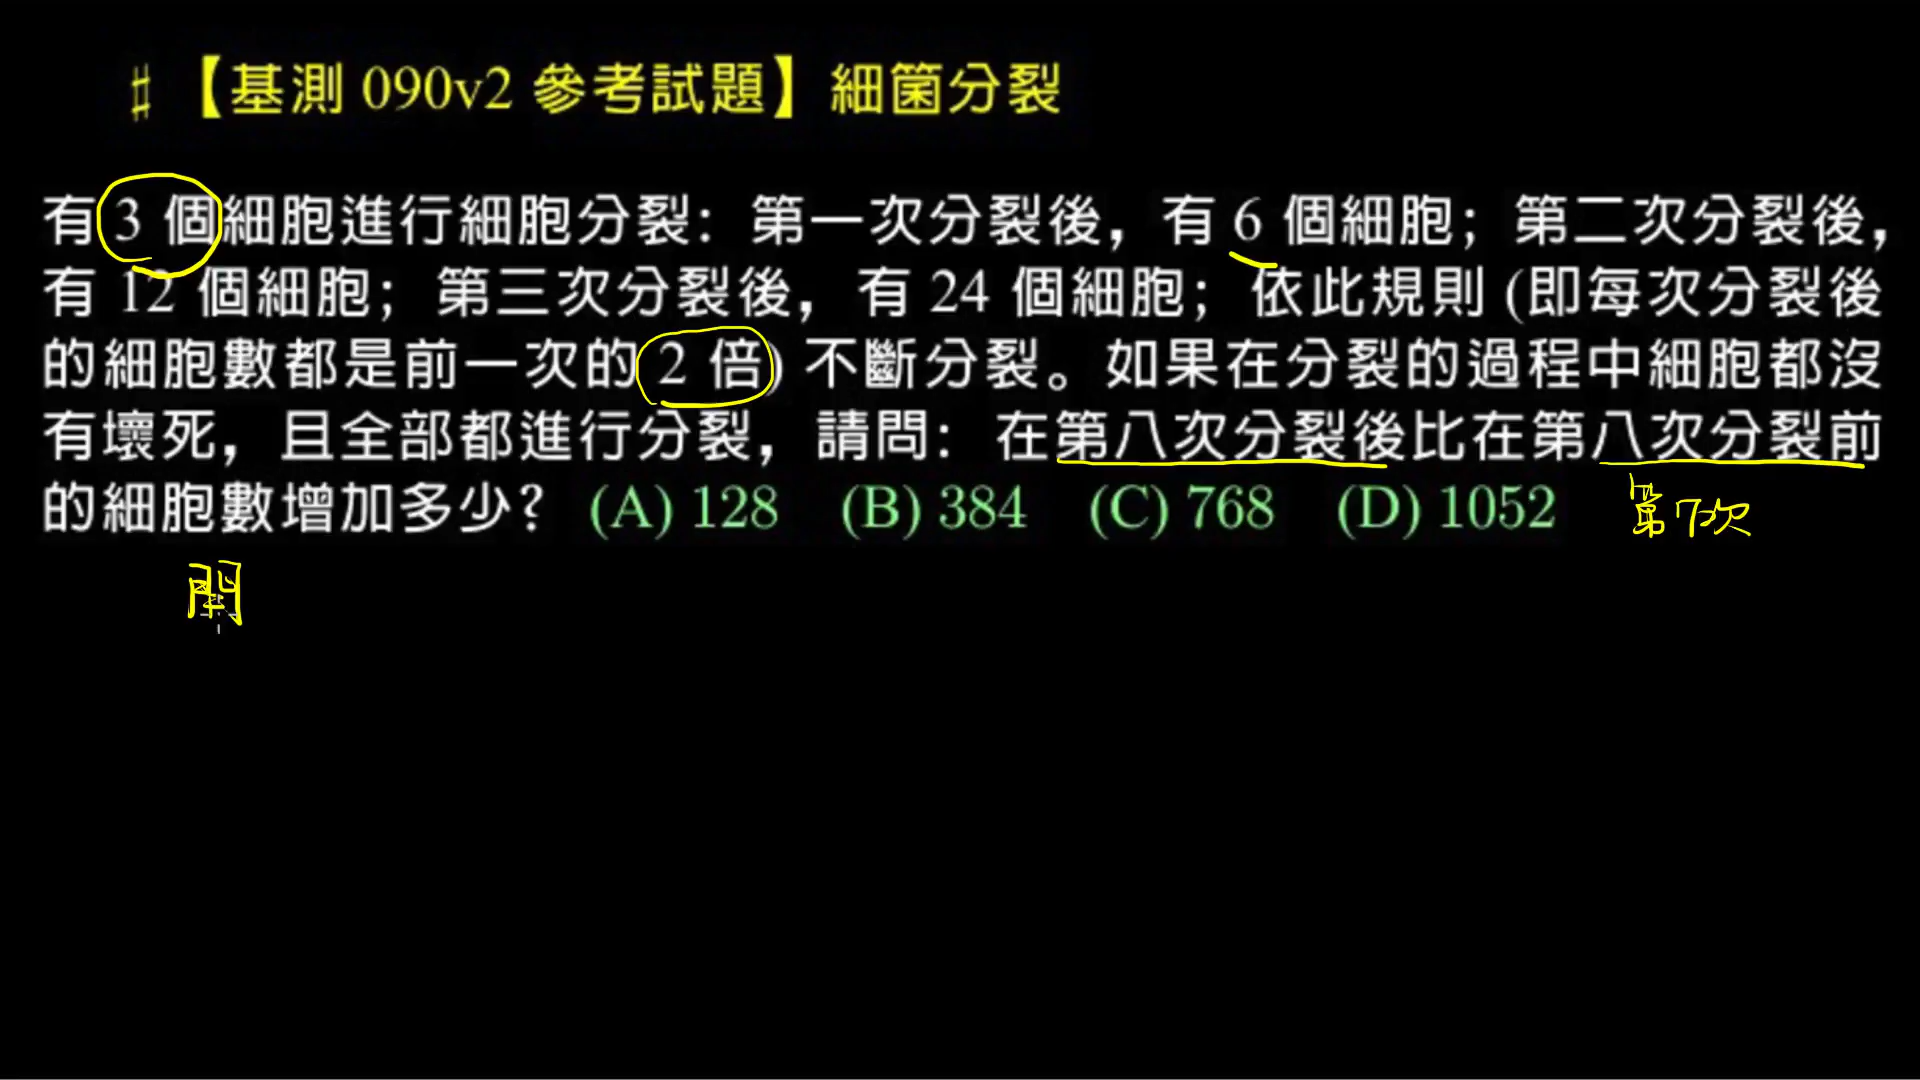 ♯【基測 090v2 參考試題】細菌分裂
有 3 個細胞進行細胞分裂：第一次分裂後，有 6 個細胞；第二次分裂後，
有 12 個細胞；第三次分裂後，有 24 個細胞；依此規則 (即每次分裂後
的細胞數都是前一次的 2 倍) 不斷分裂。如果在分裂的過程中細胞都沒
有壞死，且全部都進行分裂，請問：在第八次分裂後比在第八次分裂前
的細胞數增加多少？ (A) 128 (B) 384 (C) 768 (D) 1052
第7次
開